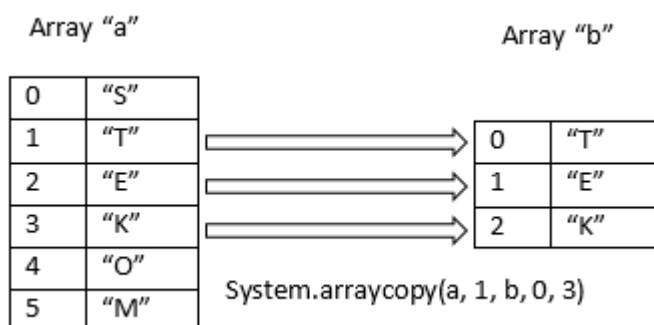 Array “a”
Array “b”
0 “S”
1 “T”
2 “E”
3 “K”
4 “O”
5 “M”
0 “T”
1 “E”
2 “K”
System.arraycopy(a, 1, b, 0, 3)